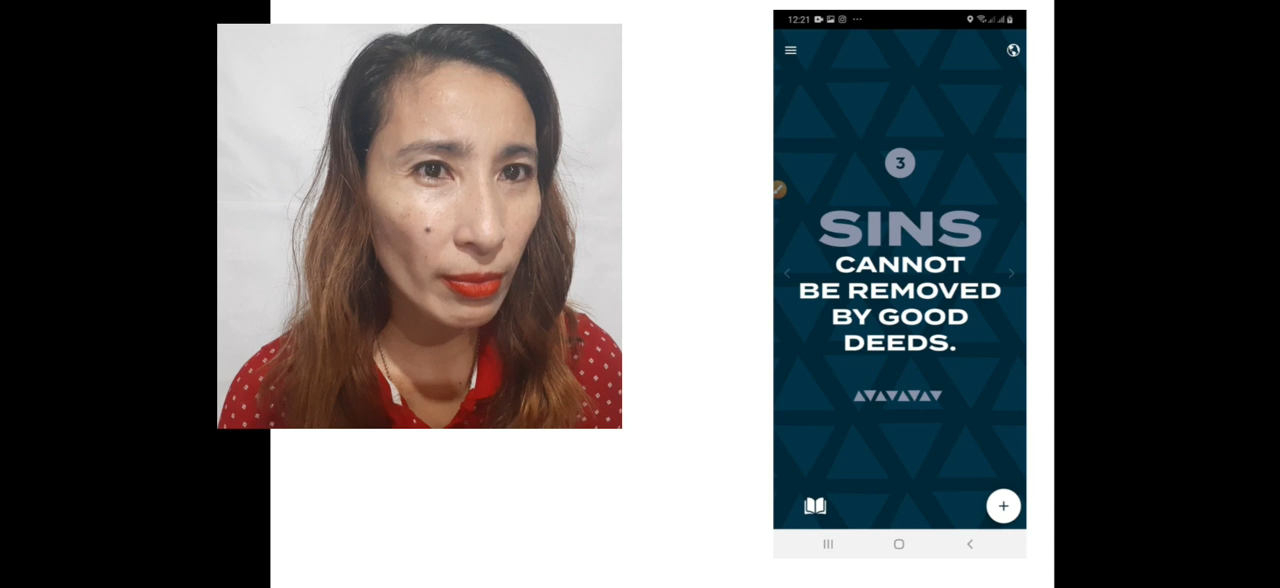 12:21
3
SINS
CANNOT
BE REMOVED
BY GOOD
DEEDS.